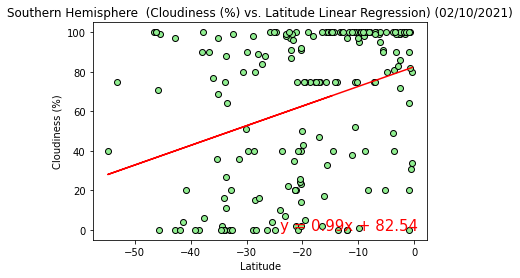 Southern Hemisphere  (Cloudiness (%) vs. Latitude Linear Regression) (02/10/2021)
100
80
60
40
20
0
Cloudiness (%)
y = 0.99x + 82.54
−50 −40 −30 −20 −10 0
Latitude